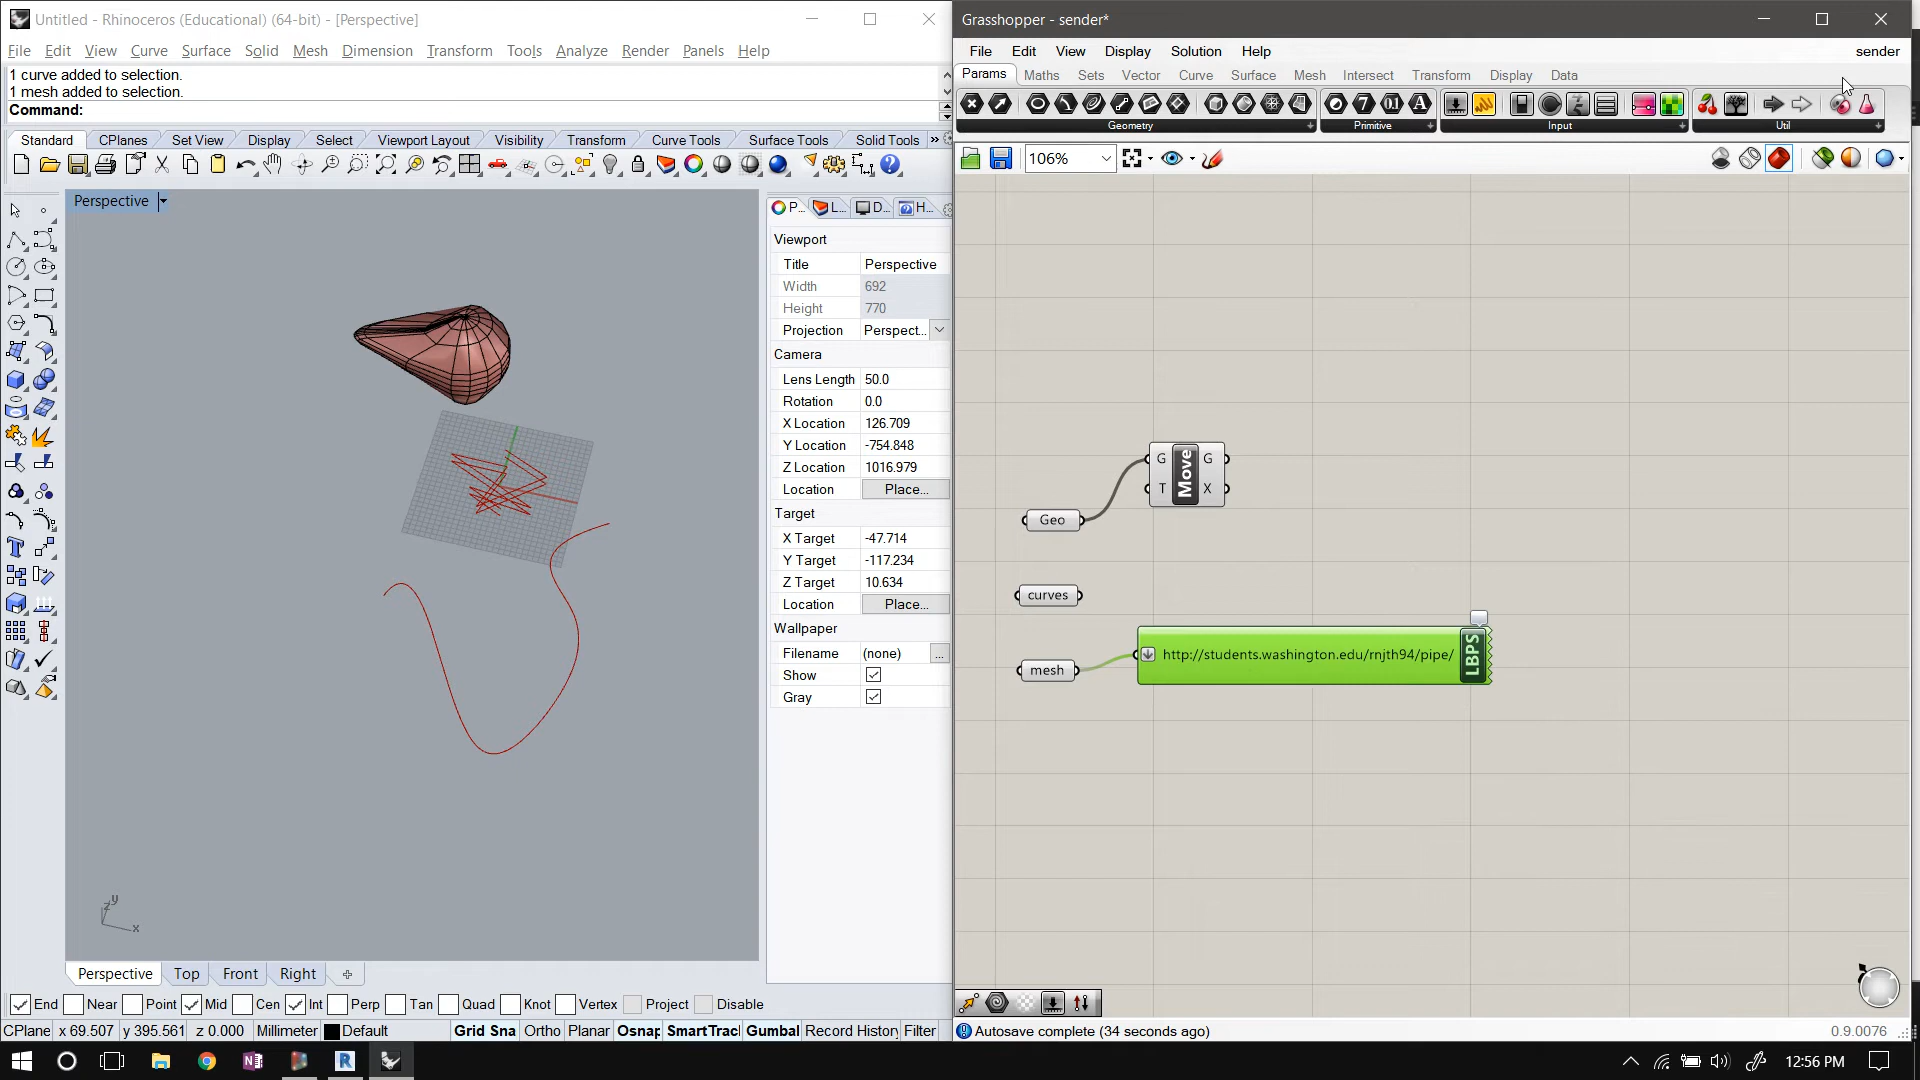 Untitled - Rhinoceros (Educational) (64-bit) - [Perspective]
File Edit View Curve Surface Solid Mesh Dimension Transform Tools Analyze Render Panels Help
1 curve added to selection.
1 mesh added to selection.
Command:
Standard CPlanes Set View Display Select Viewport Layout Visibility Transform Curve Tools Surface Tools Solid Tools »
Perspective
P... L... D... H...
Viewport
Title Perspective
Width 692
Height 770
Projection Perspect...
Camera
Lens Length 50.0
Rotation 0.0
X Location 126.709
Y Location -754.848
Z Location 1016.979
Location Place...
Target
X Target -47.714
Y Target -117.234
Z Target 10.634
Location Place...
Wallpaper
Filename (none) ...
Show
Gray
z y x
Perspective Top Front Right
End Near Point Mid Cen Int Perp Tan Quad Knot Vertex Project Disable
CPlane x 69.507 y 395.561 z 0.000 Millimeter Default Grid Sna Ortho Planar Osnap SmartTrac Gumbal Record History Filter
Grasshopper - sender*
File Edit View Display Solution Help sender
Params Maths Sets Vector Curve Surface Mesh Intersect Transform Display Data
Geometry Primitive Input Util
106%
G Move G
T X
Geo
curves
mesh
http://students.washington.edu/rnjth94/pipe/ LBPS
Autosave complete (34 seconds ago) 0.9.0076
12:56 PM